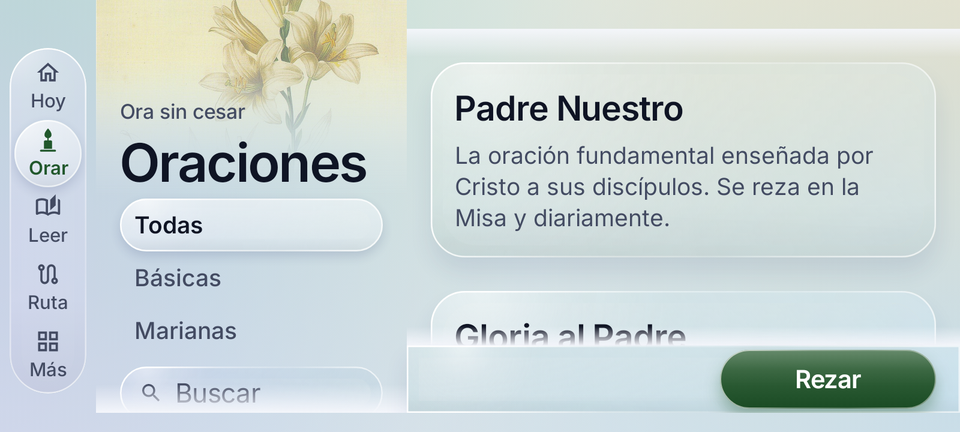 Hoy
Orar
Leer
Ruta
Más
Ora sin cesar
Oraciones
Todas
Básicas
Marianas
Buscar
Padre Nuestro
La oración fundamental enseñada por
Cristo a sus discípulos. Se reza en la
Misa y diariamente.
Gloria al Padre
Rezar